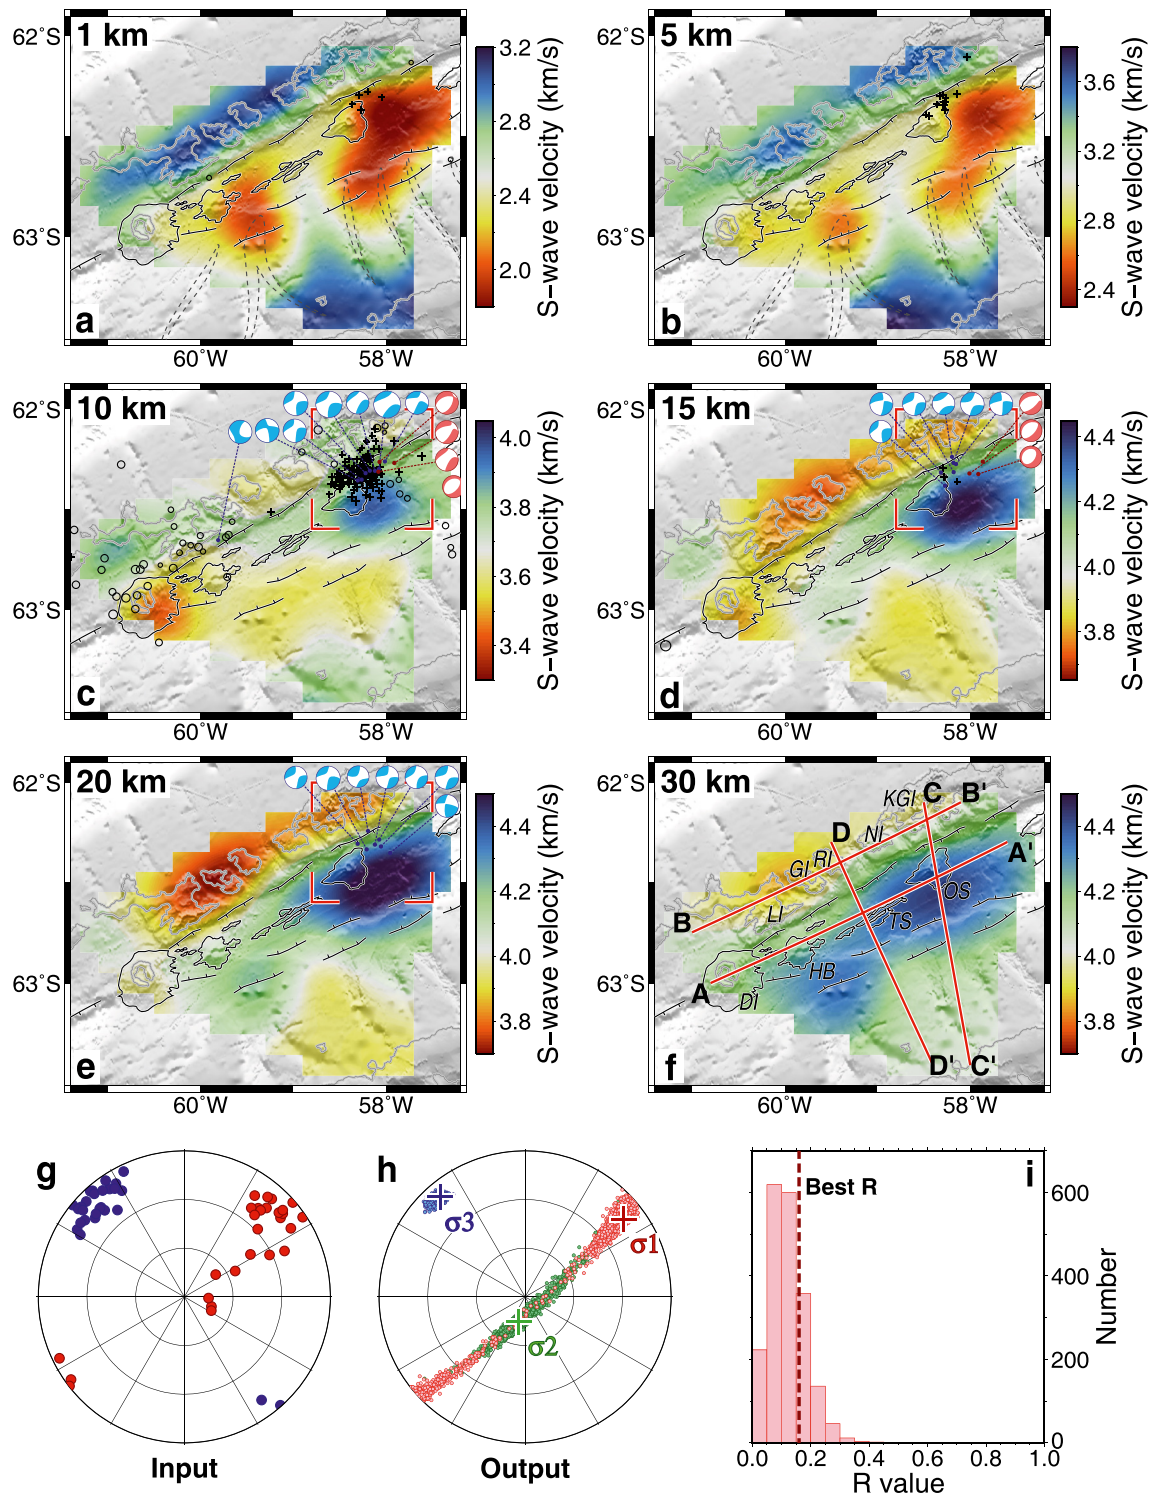 1 km
62°S
63°S
60°W
58°W
a
3.2
2.8
2.4
2.0
S−wave velocity (km/s)
5 km
62°S
63°S
60°W
58°W
b
3.6
3.2
2.8
2.4
S−wave velocity (km/s)
10 km
62°S
63°S
60°W
58°W
c
4.0
3.8
3.6
3.4
S−wave velocity (km/s)
15 km
62°S
63°S
60°W
58°W
d
4.4
4.2
4.0
3.8
S−wave velocity (km/s)
20 km
62°S
63°S
60°W
58°W
e
4.4
4.2
4.0
3.8
S−wave velocity (km/s)
30 km
62°S
63°S
60°W
58°W
f
KGI C B'
D NI
A'
GI RI
OS
B LI
TS
HB
A DI
D' C'
4.4
4.2
4.0
3.8
S−wave velocity (km/s)
g
Input
h
σ3
σ1
σ2
Output
i
Best R
600
400
200
0
Number
0.0 0.2 0.4 0.6 0.8 1.0
R value